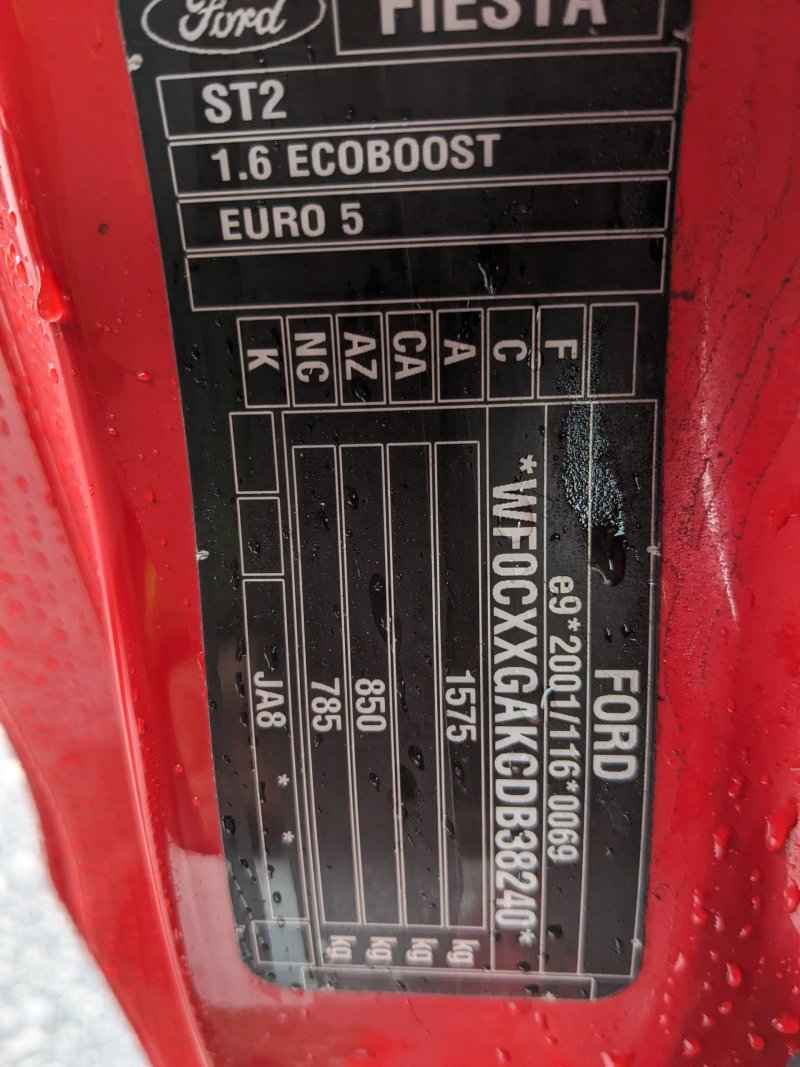 Ford
FIESTA
ST2
1.6 ECOBOOST
EURO 5
K
NC
AZ
CA
A
C
F
FORD
e9*2001/116*0069
*WF0CXXGAKCDB38240*
1575 kg
kg
850 kg
785 kg
JA8 * *